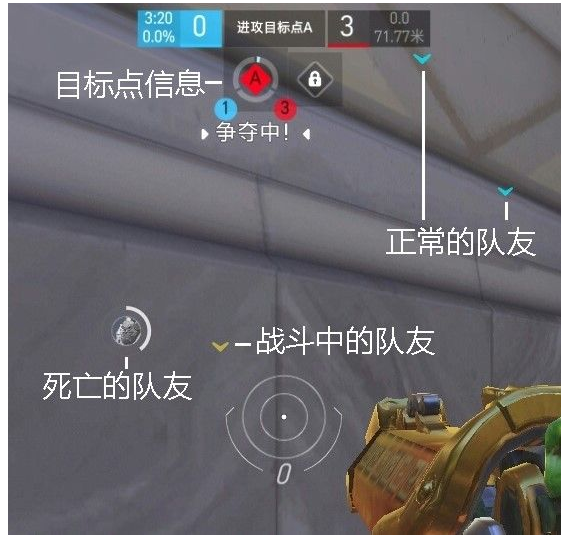 3:20 0 进攻目标点A 3 0.0
0.0% 71.77米
目标点信息 A
1 3
争夺中!
正常的队友
战斗中的队友
死亡的队友
0